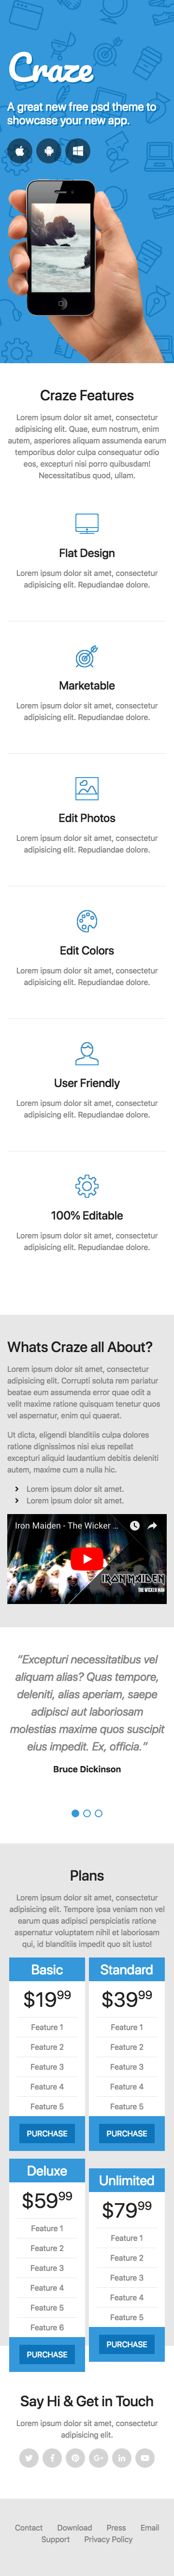 Craze
A great new free psd theme to
showcase your new app.
Craze Features
Lorem ipsum dolor sit amet, consectetur
adipisicing elit. Quae, eum nostrum, enim
autem, asperiores aliquam assumenda earum
temporibus dolor culpa consequatur odio
eos, excepturi nisi porro quibusdam!
Necessitatibus quod, ullam.
Flat Design
Lorem ipsum dolor sit amet, consectetur
adipisicing elit. Repudiandae dolore.
Marketable
Lorem ipsum dolor sit amet, consectetur
adipisicing elit. Repudiandae dolore.
Edit Photos
Lorem ipsum dolor sit amet, consectetur
adipisicing elit. Repudiandae dolore.
Edit Colors
Lorem ipsum dolor sit amet, consectetur
adipisicing elit. Repudiandae dolore.
User Friendly
Lorem ipsum dolor sit amet, consectetur
adipisicing elit. Repudiandae dolore.
100% Editable
Lorem ipsum dolor sit amet, consectetur
adipisicing elit. Repudiandae dolore.
Whats Craze all About?
Lorem ipsum dolor sit amet, consectetur
adipisicing elit. Corrupti soluta rem pariatur
beatae eum assumenda error quae odit a
velit maxime ratione quisquam tenetur quos
vel aspernatur, enim qui quaerat.
Ut dicta, eligendi blanditiis culpa dolores
ratione dignissimos nisi eius repellat
excepturi aliquid laudantium debitis deleniti
autem, maxime cum a nulla hic.
Lorem ipsum dolor sit amet.
Lorem ipsum dolor sit amet.
Iron Maiden - The Wicker ...
IRON MAIDEN
THE WICKER MAN
“Excepturi necessitatibus vel
aliquam alias? Quas tempore,
deleniti, alias aperiam, saepe
adipisci aut laboriosam
molestias maxime quos suscipit
eius impedit. Ex, officia.”
Bruce Dickinson
Plans
Lorem ipsum dolor sit amet, consectetur
adipisicing elit. Tempore ipsa veniam non vel
earum quas adipisci perspiciatis ratione
aspernatur voluptatem nihil et laboriosam
qui, id blanditiis impedit quo sit iusto!
Basic
$1999
Feature 1
Feature 2
Feature 3
Feature 4
Feature 5
PURCHASE
Standard
$3999
Feature 1
Feature 2
Feature 3
Feature 4
Feature 5
PURCHASE
Deluxe
$5999
Feature 1
Feature 2
Feature 3
Feature 4
Feature 5
Feature 6
PURCHASE
Unlimited
$7999
Feature 1
Feature 2
Feature 3
Feature 4
Feature 5
PURCHASE
Say Hi & Get in Touch
Lorem ipsum dolor sit amet, consectetur
adipisicing elit.
Contact Download Press Email
Support Privacy Policy